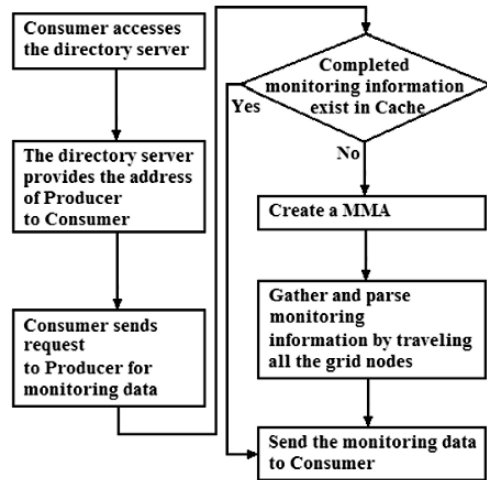 Consumer accesses
the directory server
The directory server
provides the address
of Producer
to Consumer
Consumer sends
request
to Producer for
monitoring data
Completed
monitoring information
exist in Cache
Yes
No
Create a MMA
Gather and parse
monitoring
information by traveling
all the grid nodes
Send the monitoring data
to Consumer